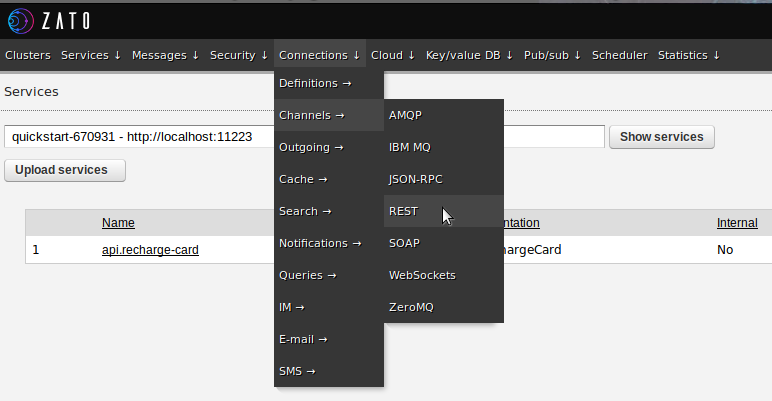 ZATO
Clusters Services ↓ Messages ↓ Security ↓ Connections ↓ Cloud ↓ Key/value DB ↓ Pub/sub ↓ Scheduler Statistics ↓
Services
Definitions →
Channels → AMQP
quickstart-670931 - http://localhost:11223 Show services
Outgoing → IBM MQ
Upload services
Cache → JSON-RPC
Search → REST
Name Internal
Notifications → SOAP
1 api.recharge-card No
Queries → WebSockets
IM → ZeroMQ
E-mail →
SMS →